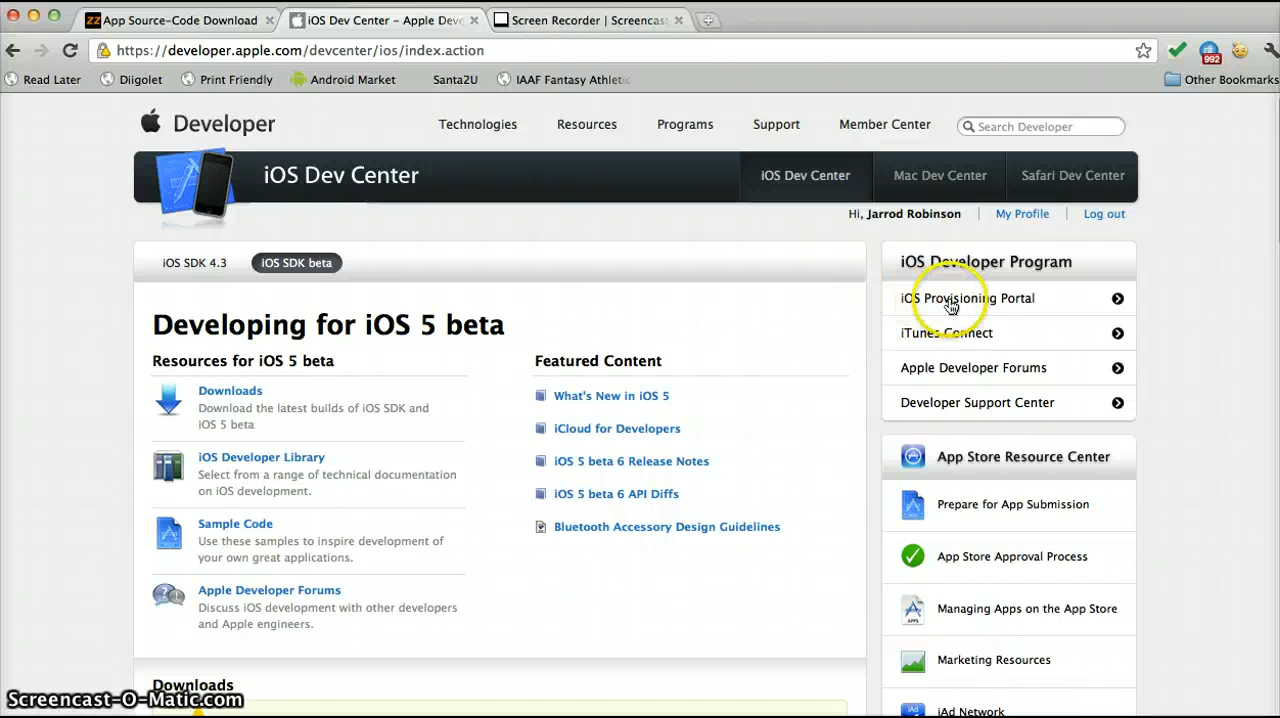 App Source-Code Download
iOS Dev Center – Apple Deve
Screen Recorder | Screencast
https://developer.apple.com/devcenter/ios/index.action
992
Read Later
Diigolet
Print Friendly
Android Market
Santa2U
IAAF Fantasy Athletic
Other Bookmarks
Developer
Technologies
Resources
Programs
Support
Member Center
Search Developer
iOS Dev Center
iOS Dev Center
Mac Dev Center
Safari Dev Center
Hi, Jarrod Robinson
My Profile
Log out
iOS SDK 4.3
iOS SDK beta
Developing for iOS 5 beta
Resources for iOS 5 beta
Downloads
Download the latest builds of iOS SDK and
iOS 5 beta
iOS Developer Library
Select from a range of technical documentation
on iOS development.
Sample Code
Use these samples to inspire development of
your own great applications.
Apple Developer Forums
Discuss iOS development with other developers
and Apple engineers.
Featured Content
What's New in iOS 5
iCloud for Developers
iOS 5 beta 6 Release Notes
iOS 5 beta 6 API Diffs
Bluetooth Accessory Design Guidelines
iOS Developer Program
iOS Provisioning Portal
iTunes Connect
Apple Developer Forums
Developer Support Center
App Store Resource Center
Prepare for App Submission
App Store Approval Process
APPS
Managing Apps on the App Store
Marketing Resources
iAd
iAd Network
Downloads
Screencast-O-Matic.com